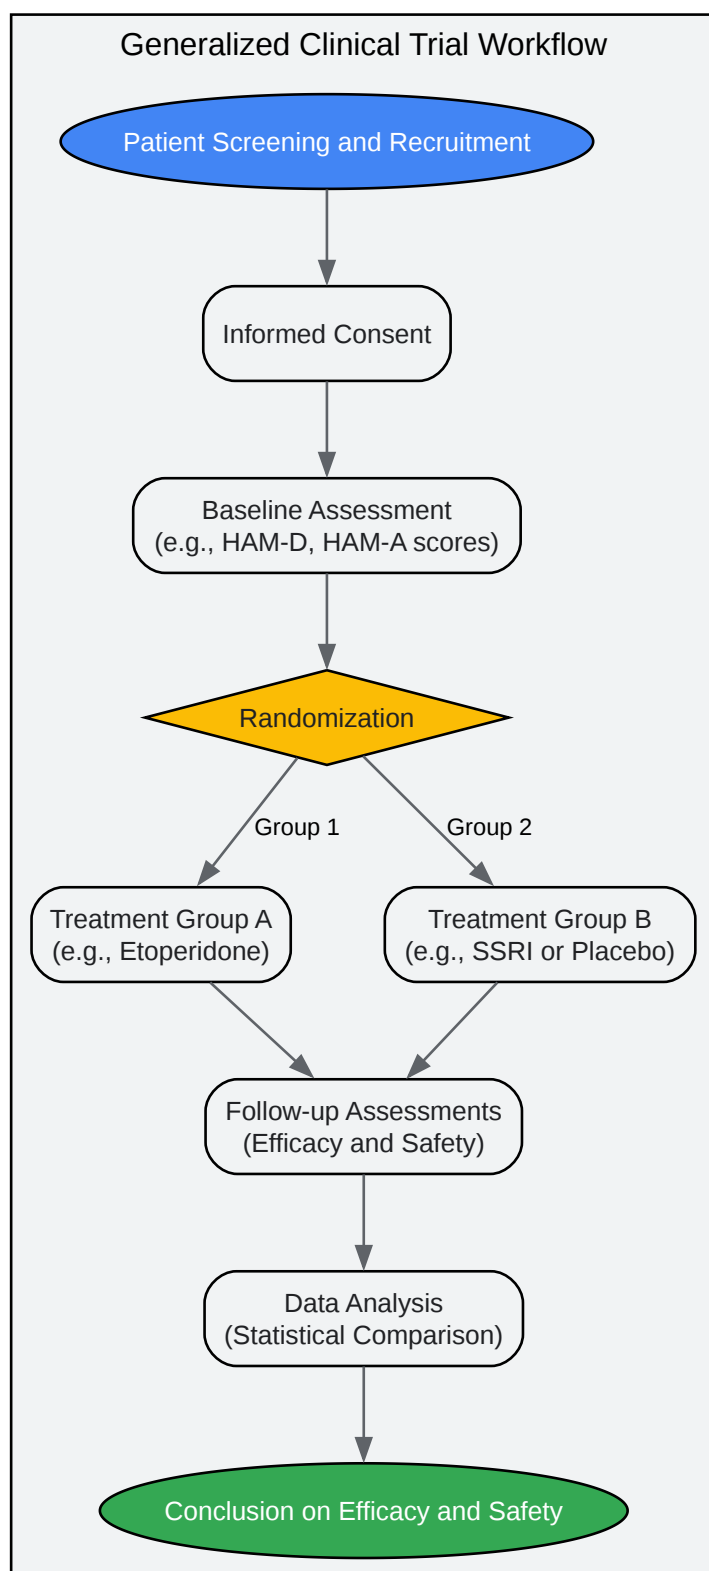 Generalized Clinical Trial Workflow
Patient Screening and Recruitment
Informed Consent
Baseline Assessment
(e.g., HAM-D, HAM-A scores)
Randomization
Group 1
Group 2
Treatment Group A
(e.g., Etoperidone)
Treatment Group B
(e.g., SSRI or Placebo)
Follow-up Assessments
(Efficacy and Safety)
Data Analysis
(Statistical Comparison)
Conclusion on Efficacy and Safety